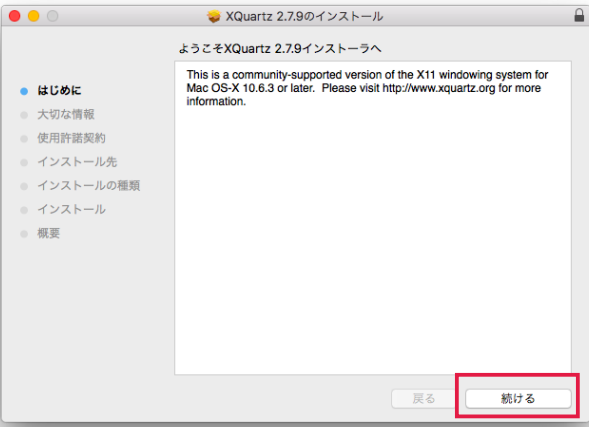 XQuartz 2.7.9のインストール
ようこそXQuartz 2.7.9インストーラへ
はじめに
大切な情報
使用許諾契約
インストール先
インストールの種類
インストール
概要
This is a community-supported version of the X11 windowing system for
Mac OS-X 10.6.3 or later.  Please visit http://www.xquartz.org for more
information.
戻る
続ける